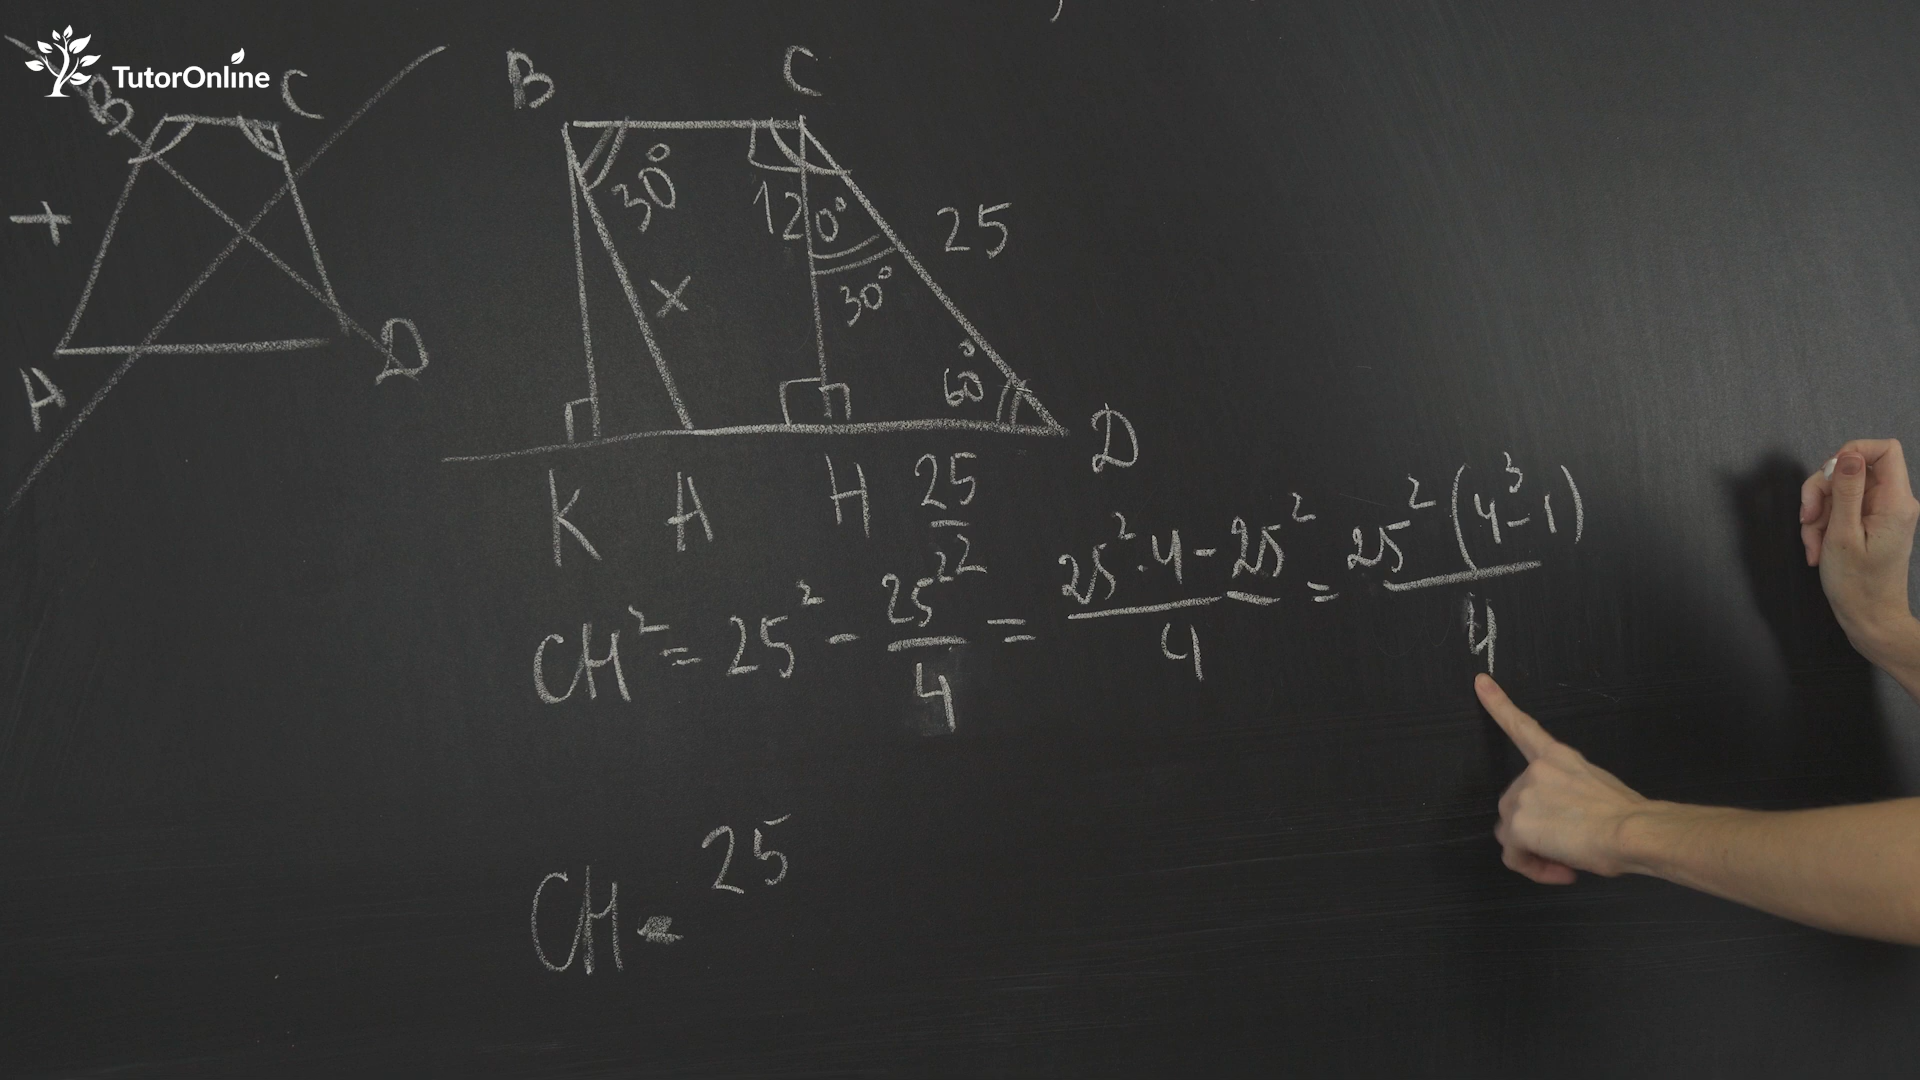 TutorOnline
B C
x
A D
B C
30° 120° 25
x 30°
60°
K A H D
25/2
CH² = 25² - 25²/4 = (25²·4 - 25²)/4 = 25²(4-1)/4
3
CH = 25